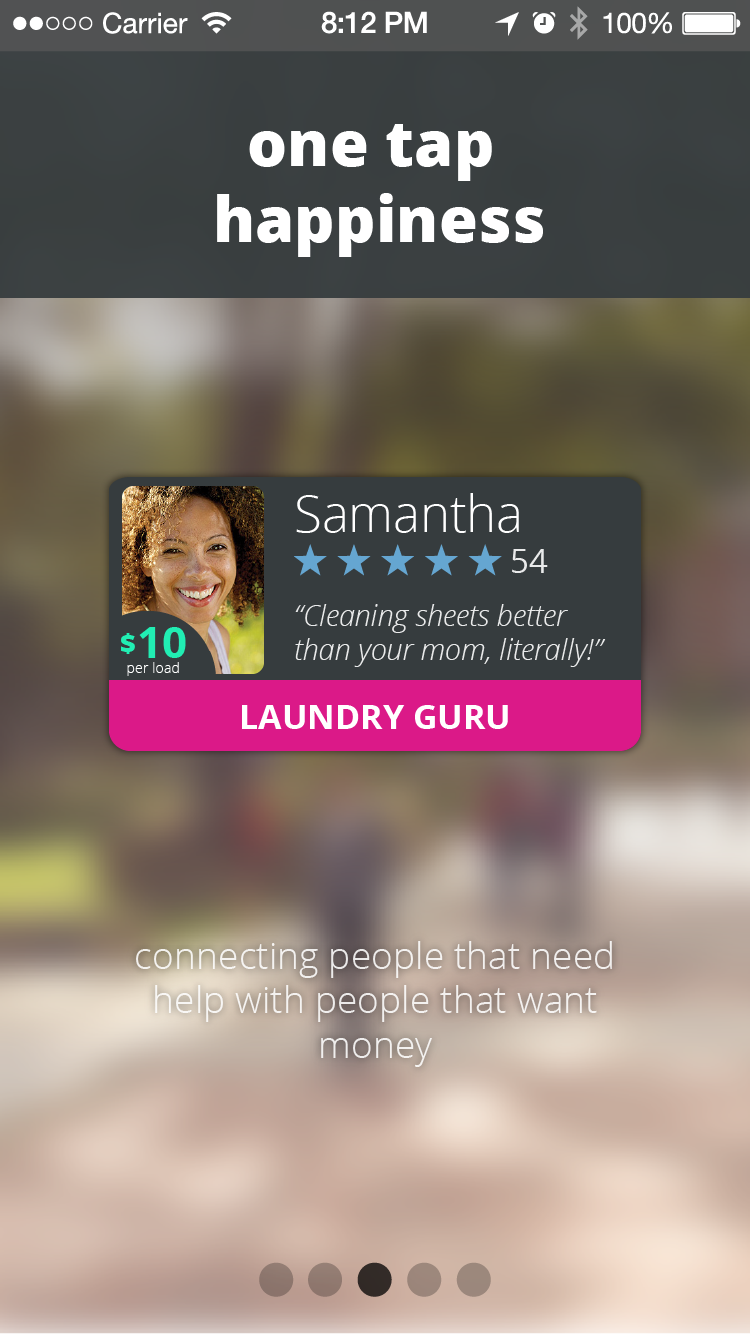 Carrier 8:12 PM 100%
one tap
happiness
Samantha
54
“Cleaning sheets better
than your mom, literally!”
$10
per load
LAUNDRY GURU
connecting people that need
help with people that want
money